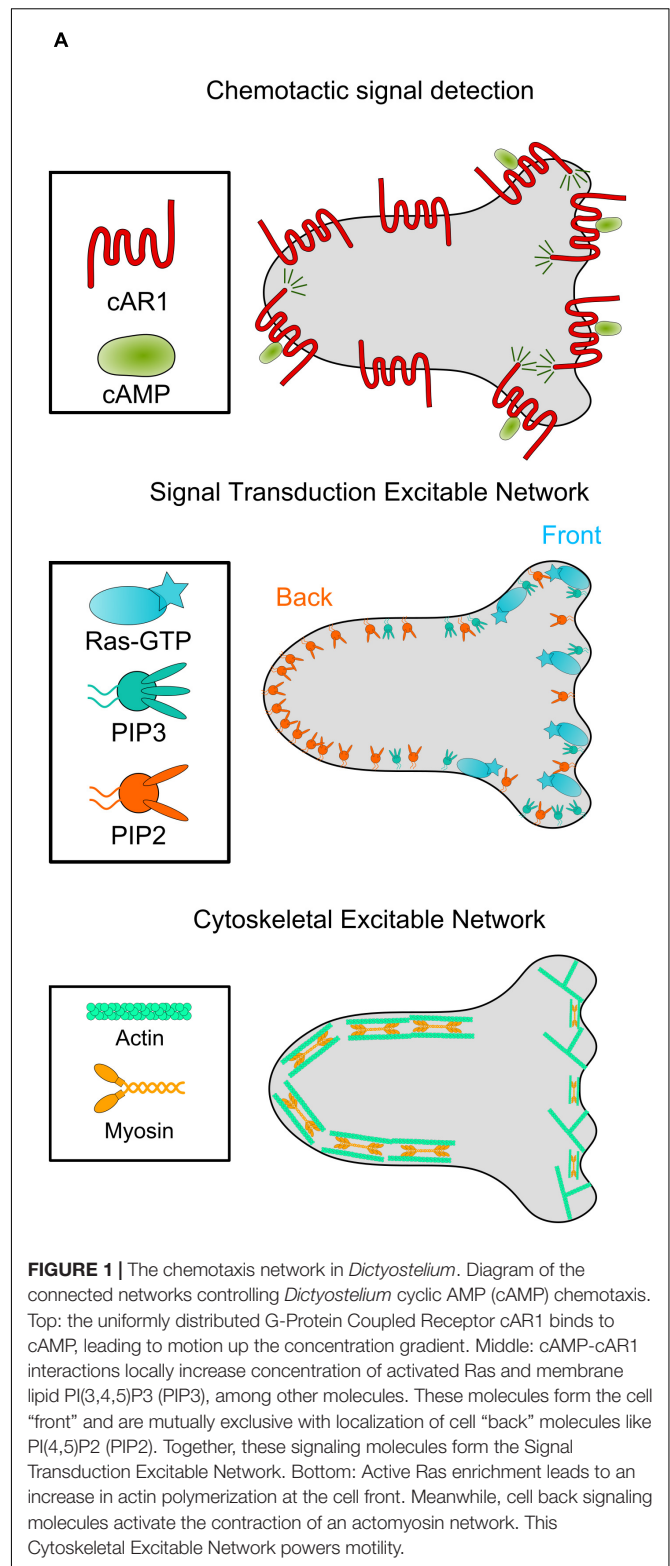 A
Chemotactic signal detection
cAR1
cAMP
Signal Transduction Excitable Network
Front
Back
Ras-GTP
PIP3
PIP2
Cytoskeletal Excitable Network
Actin
Myosin
FIGURE 1 | The chemotaxis network in Dictyostelium. Diagram of the
connected networks controlling Dictyostelium cyclic AMP (cAMP) chemotaxis.
Top: the uniformly distributed G-Protein Coupled Receptor cAR1 binds to
cAMP, leading to motion up the concentration gradient. Middle: cAMP-cAR1
interactions locally increase concentration of activated Ras and membrane
lipid PI(3,4,5)P3 (PIP3), among other molecules. These molecules form the cell
“front” and are mutually exclusive with localization of cell “back” molecules like
PI(4,5)P2 (PIP2). Together, these signaling molecules form the Signal
Transduction Excitable Network. Bottom: Active Ras enrichment leads to an
increase in actin polymerization at the cell front. Meanwhile, cell back signaling
molecules activate the contraction of an actomyosin network. This
Cytoskeletal Excitable Network powers motility.